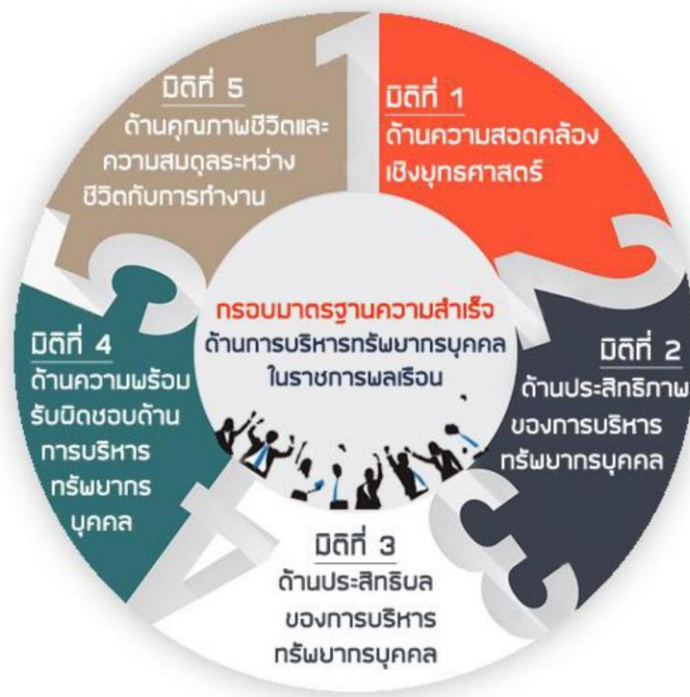 กรอบมาตรฐานความสำเร็จ
ด้านการบริหารทรัพยากรบุคคล
ในราชการพลเรือน
1
มิติที่ 1
ด้านความสอดคล้อง
เชิงยุทธศาสตร์
2
มิติที่ 2
ด้านประสิทธิภาพ
ของการบริหาร
ทรัพยากรบุคคล
3
มิติที่ 3
ด้านประสิทธิผล
ของการบริหาร
ทรัพยากรบุคคล
4
มิติที่ 4
ด้านความพร้อม
รับผิดชอบด้าน
การบริหาร
ทรัพยากร
บุคคล
5
มิติที่ 5
ด้านคุณภาพชีวิตและ
ความสมดุลระหว่าง
ชีวิตกับการทำงาน